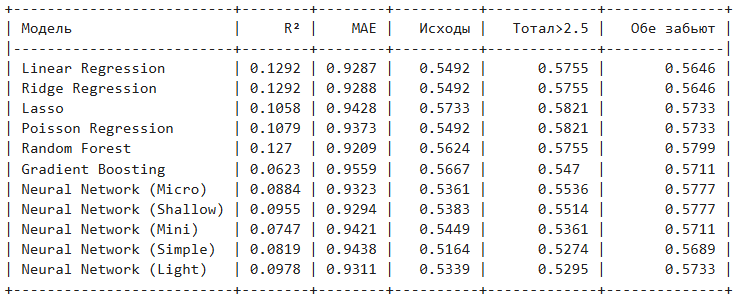 +--------------------------+--------+--------+----------+-------------+--------------+
| Модель                   |     R² |    MAE |   Исходы |   Тотал>2.5 |   Обе забьют |
|--------------------------+--------+--------+----------+-------------+--------------|
| Linear Regression        | 0.1292 | 0.9287 |   0.5492 |      0.5755 |       0.5646 |
| Ridge Regression         | 0.1292 | 0.9288 |   0.5492 |      0.5755 |       0.5646 |
| Lasso                    | 0.1058 | 0.9428 |   0.5733 |      0.5821 |       0.5733 |
| Poisson Regression       | 0.1079 | 0.9373 |   0.5492 |      0.5821 |       0.5733 |
| Random Forest            | 0.127  | 0.9209 |   0.5624 |      0.5755 |       0.5799 |
| Gradient Boosting        | 0.0623 | 0.9559 |   0.5667 |      0.547  |       0.5711 |
| Neural Network (Micro)   | 0.0884 | 0.9323 |   0.5361 |      0.5536 |       0.5777 |
| Neural Network (Shallow) | 0.0955 | 0.9294 |   0.5383 |      0.5514 |       0.5777 |
| Neural Network (Mini)    | 0.0747 | 0.9421 |   0.5449 |      0.5361 |       0.5711 |
| Neural Network (Simple)  | 0.0819 | 0.9438 |   0.5164 |      0.5274 |       0.5689 |
| Neural Network (Light)   | 0.0978 | 0.9311 |   0.5339 |      0.5295 |       0.5733 |
+--------------------------+--------+--------+----------+-------------+--------------+